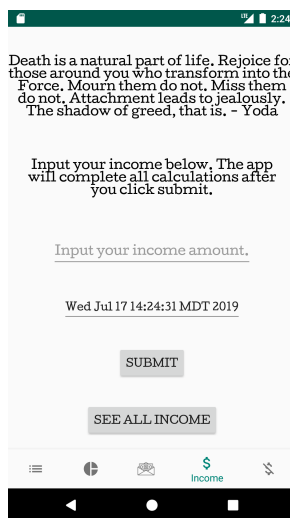 LTE 2:24
Death is a natural part of life. Rejoice for
those around you who transform into the
Force. Mourn them do not. Miss them
do not. Attachment leads to jealously.
The shadow of greed, that is. - Yoda
Input your income below. The app
will complete all calculations after
you click submit.
Input your income amount.
Wed Jul 17 14:24:31 MDT 2019
SUBMIT
SEE ALL INCOME
$
Income